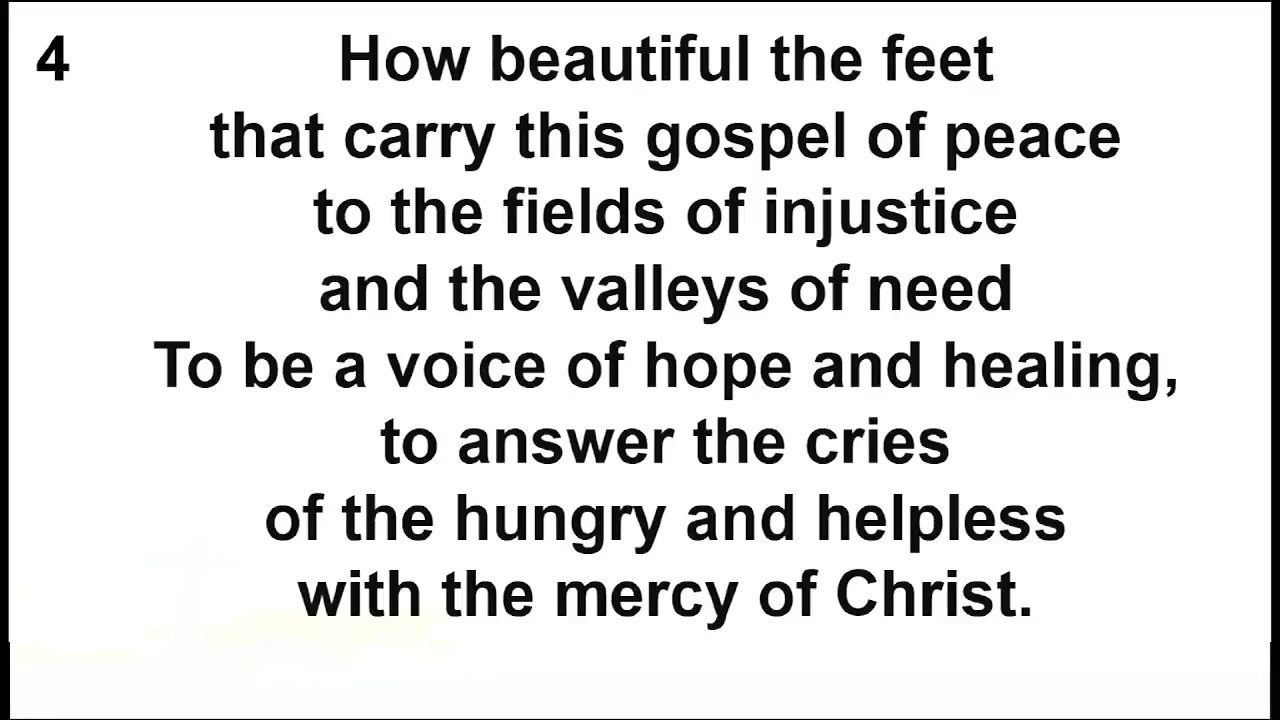 4 How beautiful the feet
that carry this gospel of peace
to the fields of injustice
and the valleys of need
To be a voice of hope and healing,
to answer the cries
of the hungry and helpless
with the mercy of Christ.